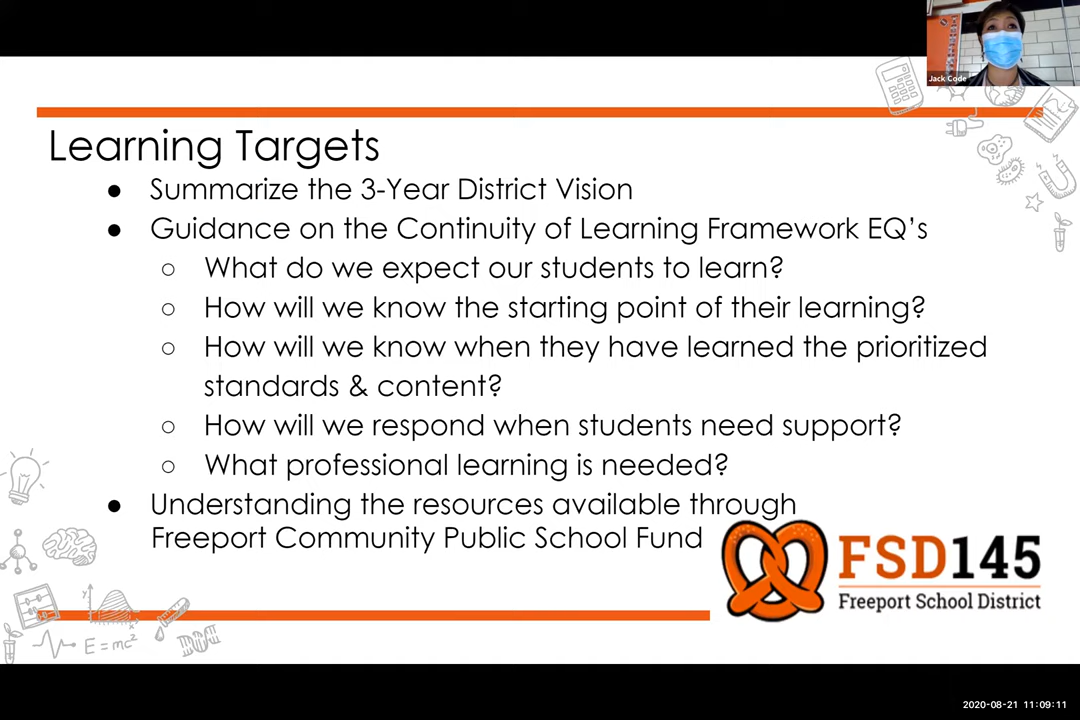 Jack Code
Learning Targets
● Summarize the 3-Year District Vision
● Guidance on the Continuity of Learning Framework EQ's
○ What do we expect our students to learn?
○ How will we know the starting point of their learning?
○ How will we know when they have learned the prioritized
standards & content?
○ How will we respond when students need support?
○ What professional learning is needed?
● Understanding the resources available through
Freeport Community Public School Fund
FSD145
Freeport School District
E=mc²
2020-08-21 11:09:11